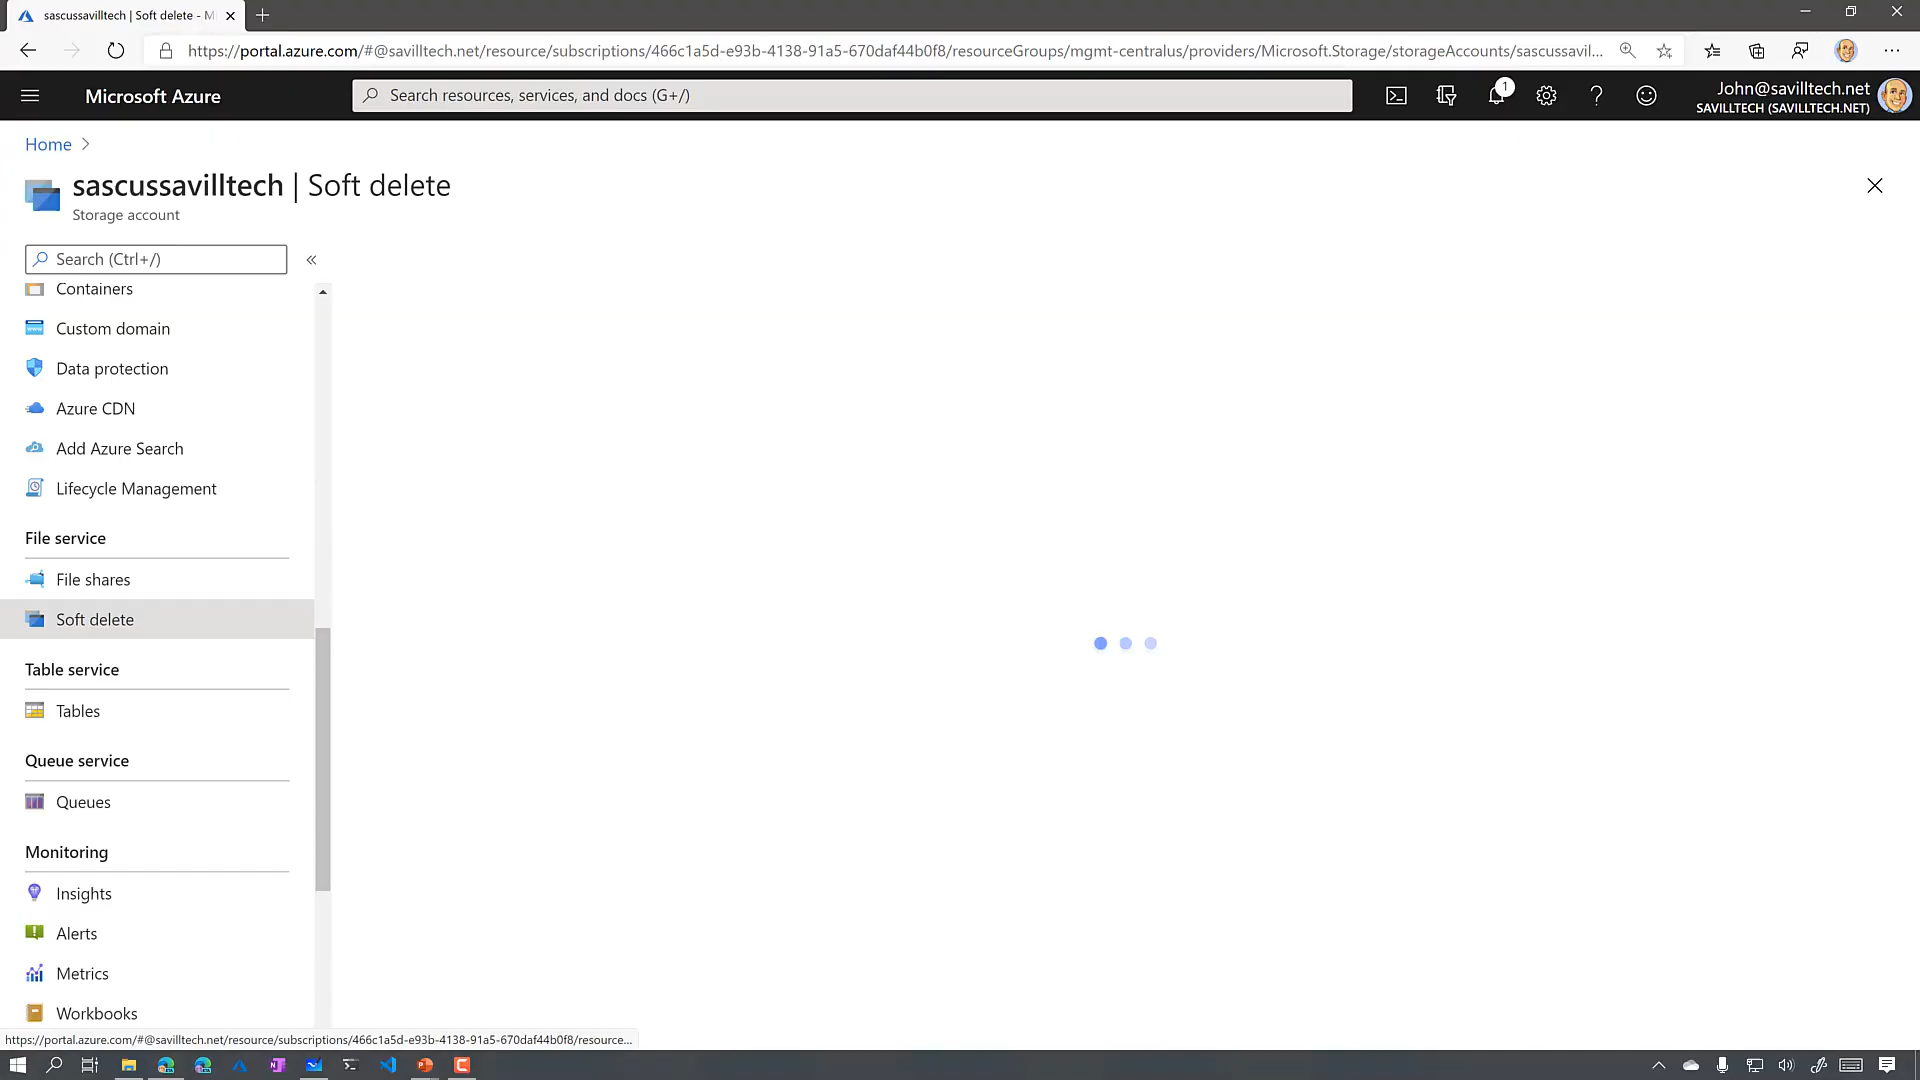 sascussavilltech | Soft delete - M
https://portal.azure.com/#@savilltech.net/resource/subscriptions/466c1a5d-e93b-4138-91a5-670daf44b0f8/resourceGroups/mgmt-centralus/providers/Microsoft.Storage/storageAccounts/sascussavil...
Microsoft Azure
Search resources, services, and docs (G+/)
1
John@savilltech.net
SAVILLTECH (SAVILLTECH.NET)
Home
sascussavilltech | Soft delete
Storage account
Search (Ctrl+/)
Containers
Custom domain
Data protection
Azure CDN
Add Azure Search
Lifecycle Management
File service
File shares
Soft delete
Table service
Tables
Queue service
Queues
Monitoring
Insights
Alerts
Metrics
Workbooks
https://portal.azure.com/#@savilltech.net/resource/subscriptions/466c1a5d-e93b-4138-91a5-670daf44b0f8/resource...